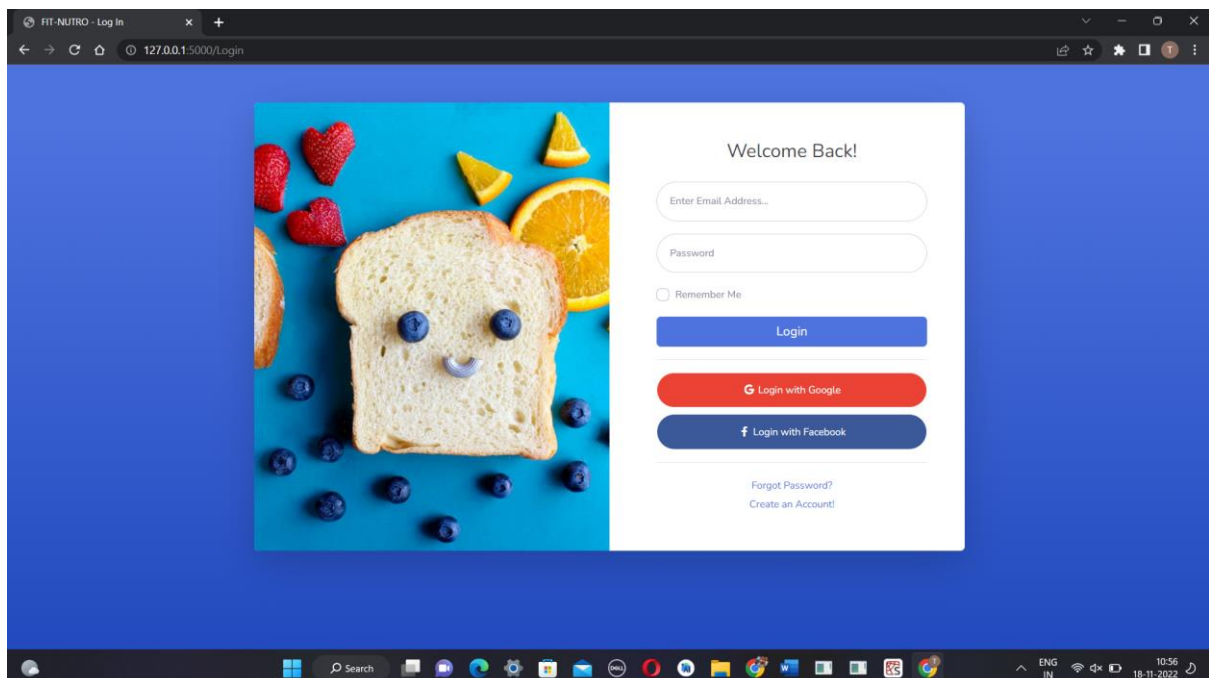 FIT-NUTRO - Log In
127.0.0.1:5000/Login
T
Welcome Back!
Enter Email Address...
Password
Remember Me
Login
G Login with Google
f Login with Facebook
Forgot Password?
Create an Account!
Search
DELL
W
ENG
IN
10:56
18-11-2022